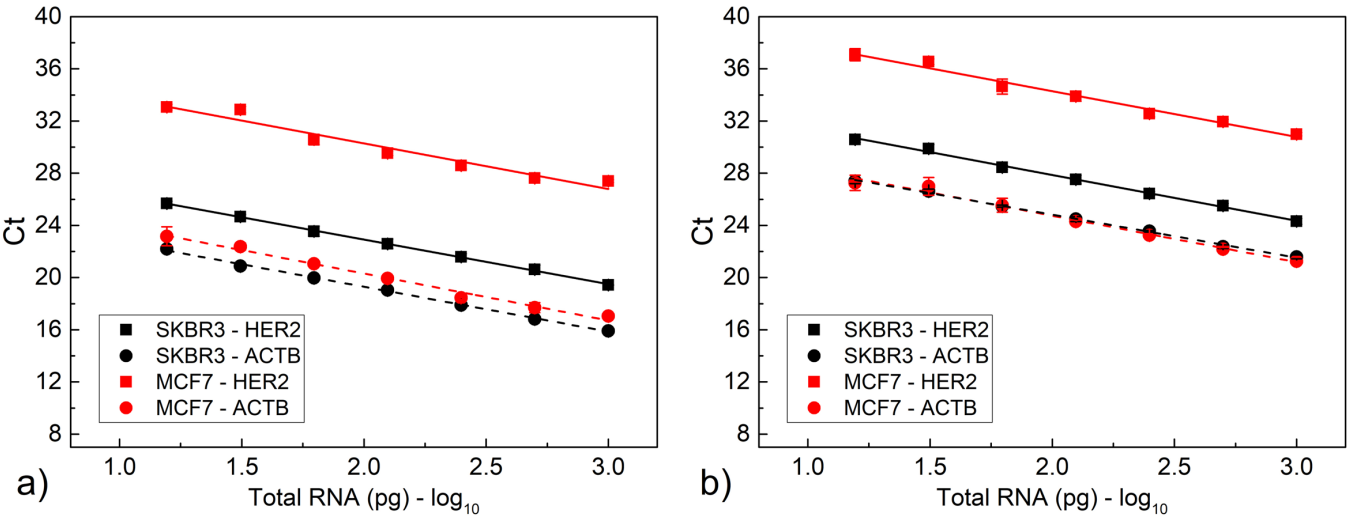 40
36
32
28
24
20
16
12
8
Ct
SKBR3 - HER2
SKBR3 - ACTB
MCF7 - HER2
MCF7 - ACTB
1.0 1.5 2.0 2.5 3.0
a) Total RNA (pg) - log10
40
36
32
28
24
20
16
12
8
Ct
SKBR3 - HER2
SKBR3 - ACTB
MCF7 - HER2
MCF7 - ACTB
1.0 1.5 2.0 2.5 3.0
b) Total RNA (pg) - log10